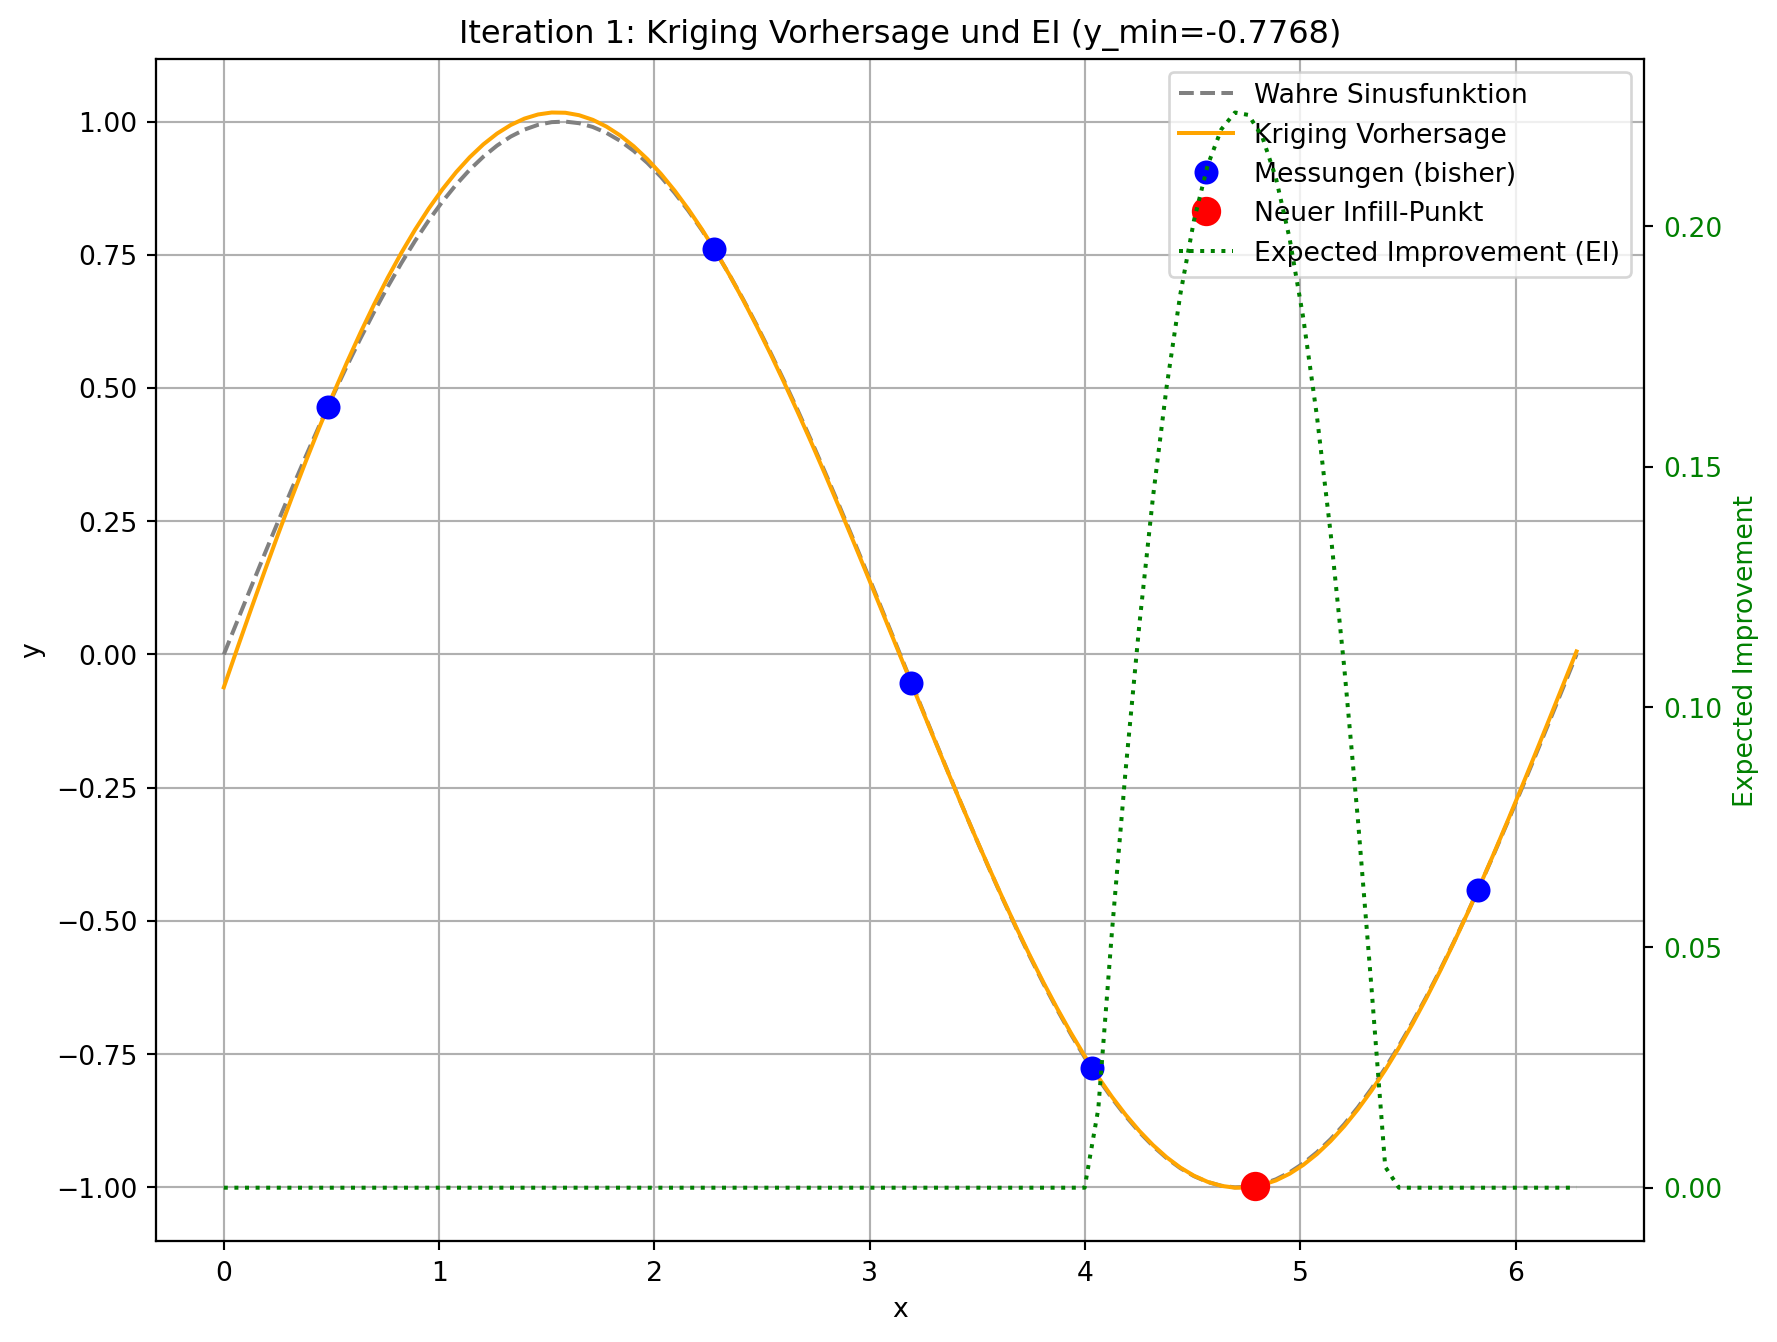 Iteration 1: Kriging Vorhersage und EI (y_min=-0.7768)
Wahre Sinusfunktion
Kriging Vorhersage
Messungen (bisher)
Neuer Infill-Punkt
Expected Improvement (EI)
1.00
0.75
0.50
0.25
0.00
−0.25
−0.50
−0.75
−1.00
y
0.20
0.15
0.10
0.05
0.00
Expected Improvement
0 1 2 3 4 5 6
x